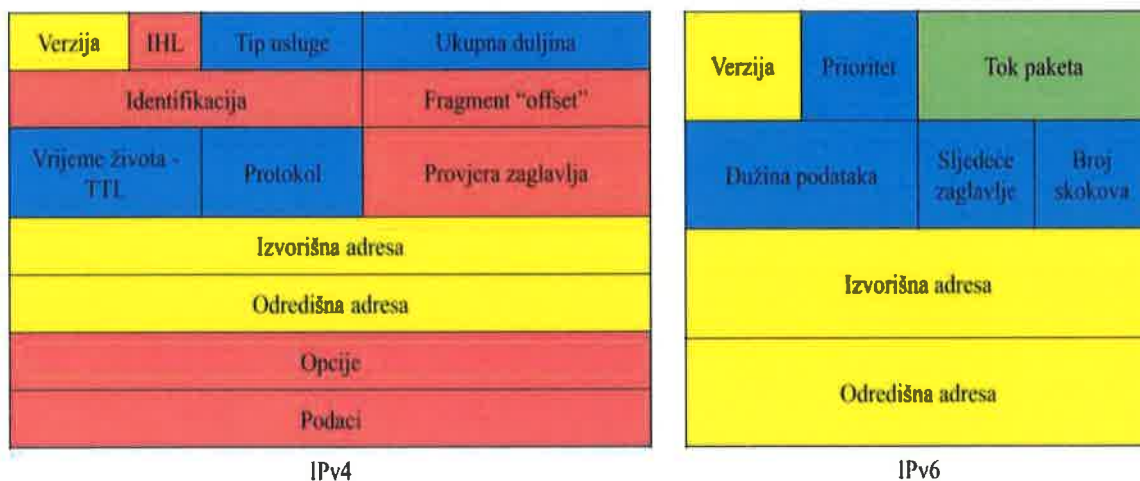 Verzija IHL Tip usluge Ukupna duljina
Identifikacija Fragment “offset”
Vrijeme života -
TTL
Protokol
Provjera zaglavlja
Izvorišna adresa
Odredišna adresa
Opcije
Podaci
IPv4
Verzija Prioritet Tok paketa
Dužina podataka
Sljedeće
zaglavlje
Broj
skokova
Izvorišna adresa
Odredišna adresa
IPv6